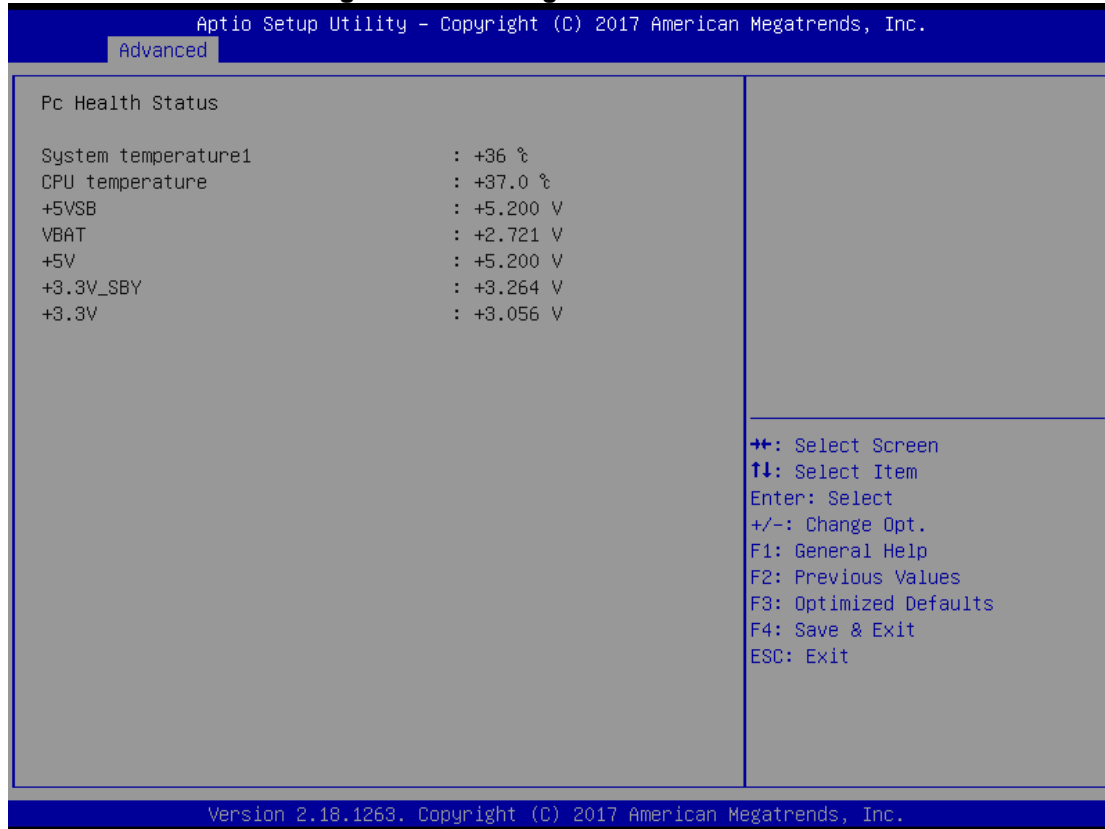 Aptio Setup Utility – Copyright (C) 2017 American Megatrends, Inc.
Advanced
Pc Health Status
System temperature1 : +36 ℃
CPU temperature : +37.0 ℃
+5VSB : +5.200 V
VBAT : +2.721 V
+5V : +5.200 V
+3.3V_SBY : +3.264 V
+3.3V : +3.056 V
→←: Select Screen
↑↓: Select Item
Enter: Select
+/-: Change Opt.
F1: General Help
F2: Previous Values
F3: Optimized Defaults
F4: Save & Exit
ESC: Exit
Version 2.18.1263. Copyright (C) 2017 American Megatrends, Inc.